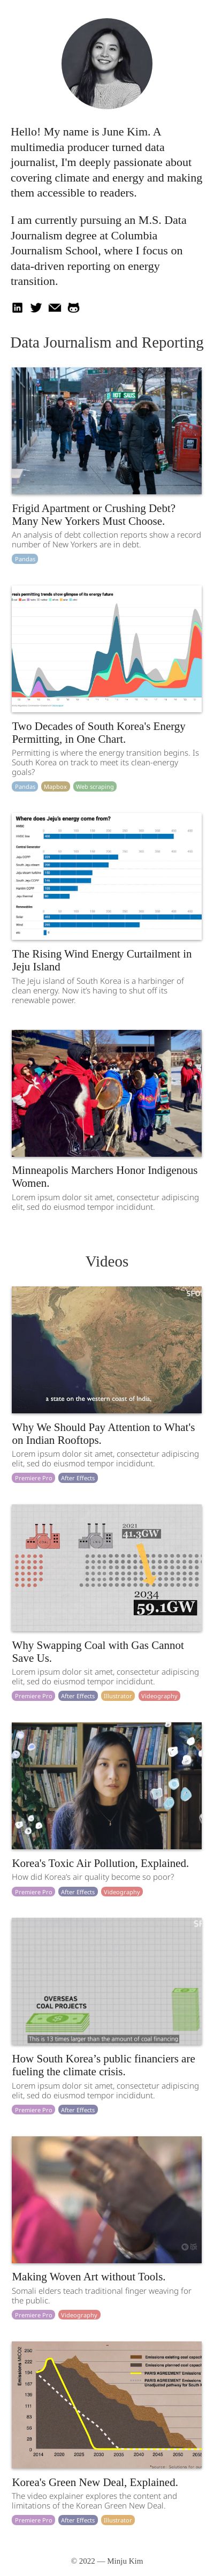 Hello! My name is June Kim. A
multimedia producer turned data
journalist, I'm deeply passionate about
covering climate and energy and making
them accessible to readers.
I am currently pursuing an M.S. Data
Journalism degree at Columbia
Journalism School, where I focus on
data-driven reporting on energy
transition.
Data Journalism and Reporting
Frigid Apartment or Crushing Debt?
Many New Yorkers Must Choose.
An analysis of debt collection reports show a record
number of New Yorkers are in debt.
Pandas
permitting trends show glimpse of its energy future
Two Decades of South Korea's Energy
Permitting, in One Chart.
Permitting is where the energy transition begins. Is
South Korea on track to meet its clean-energy
goals?
Pandas Mapbox Web scraping
Where does Jeju's energy comes from?
The Rising Wind Energy Curtailment in
Jeju Island
The Jeju island of South Korea is a harbinger of
clean energy. Now it's having to shut off its
renewable power.
Minneapolis Marchers Honor Indigenous
Women.
Lorem ipsum dolor sit amet, consectetur adipiscing
elit, sed do eiusmod tempor incididunt.
Videos
a state on the western coast of India,
Why We Should Pay Attention to What's
on Indian Rooftops.
Lorem ipsum dolor sit amet, consectetur adipiscing
elit, sed do eiusmod tempor incididunt.
Premiere Pro After Effects
2021
41.3GW
2034
59.1GW
Why Swapping Coal with Gas Cannot
Save Us.
Lorem ipsum dolor sit amet, consectetur adipiscing
elit, sed do eiusmod tempor incididunt.
Premiere Pro After Effects Illustrator Videography
Korea's Toxic Air Pollution, Explained.
How did Korea's air quality become so poor?
Premiere Pro After Effects Videography
OVERSEAS
COAL PROJECTS
This is 13 times larger than the amount of coal financing
How South Korea’s public financiers are
fueling the climate crisis.
Lorem ipsum dolor sit amet, consectetur adipiscing
elit, sed do eiusmod tempor incididunt.
Premiere Pro After Effects
Making Woven Art without Tools.
Somali elders teach traditional finger weaving for
the public.
Premiere Pro Videography
Korea's Green New Deal, Explained.
The video explainer explores the content and
limitations of the Korean Green New Deal.
Premiere Pro After Effects Illustrator
© 2022 — Minju Kim